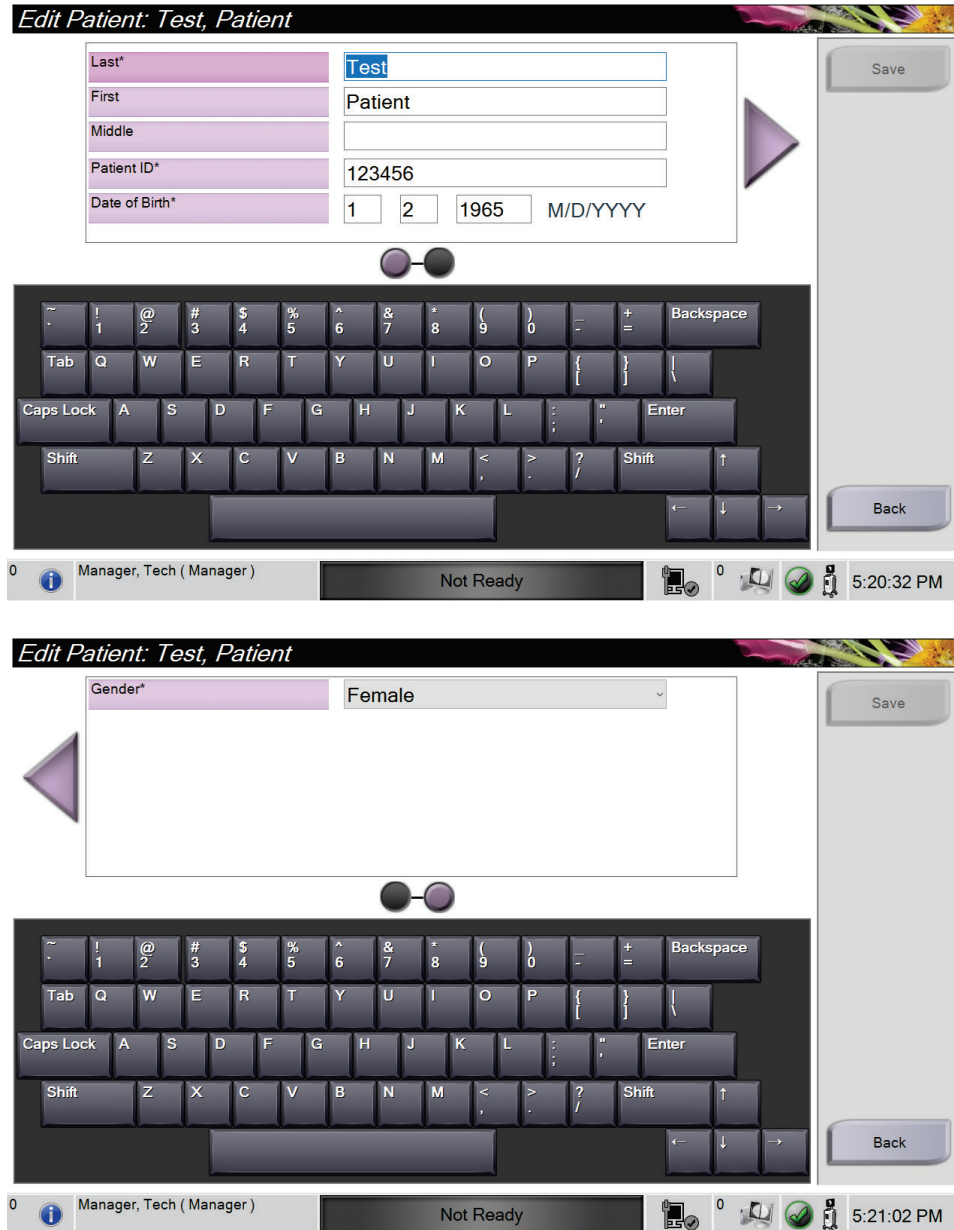 Edit Patient: Test, Patient
Last* Test
First Patient
Middle
Patient ID* 123456
Date of Birth* 1 2 1965 M/D/YYYY
Save
~ ! @ # $ % ^ & * ( ) _ + Backspace
` 1 2 3 4 5 6 7 8 9 0 - =
Tab Q W E R T Y U I O P { } |
[ ] \
Caps Lock A S D F G H J K L : " Enter
; '
Shift Z X C V B N M < > ? Shift ↑
, . /
← ↓ →
Back
0 Manager, Tech ( Manager ) Not Ready 0 5:20:32 PM
Edit Patient: Test, Patient
Gender* Female
Save
~ ! @ # $ % ^ & * ( ) _ + Backspace
` 1 2 3 4 5 6 7 8 9 0 - =
Tab Q W E R T Y U I O P { } |
[ ] \
Caps Lock A S D F G H J K L : " Enter
; '
Shift Z X C V B N M < > ? Shift ↑
, . /
← ↓ →
Back
0 Manager, Tech ( Manager ) Not Ready 0 5:21:02 PM